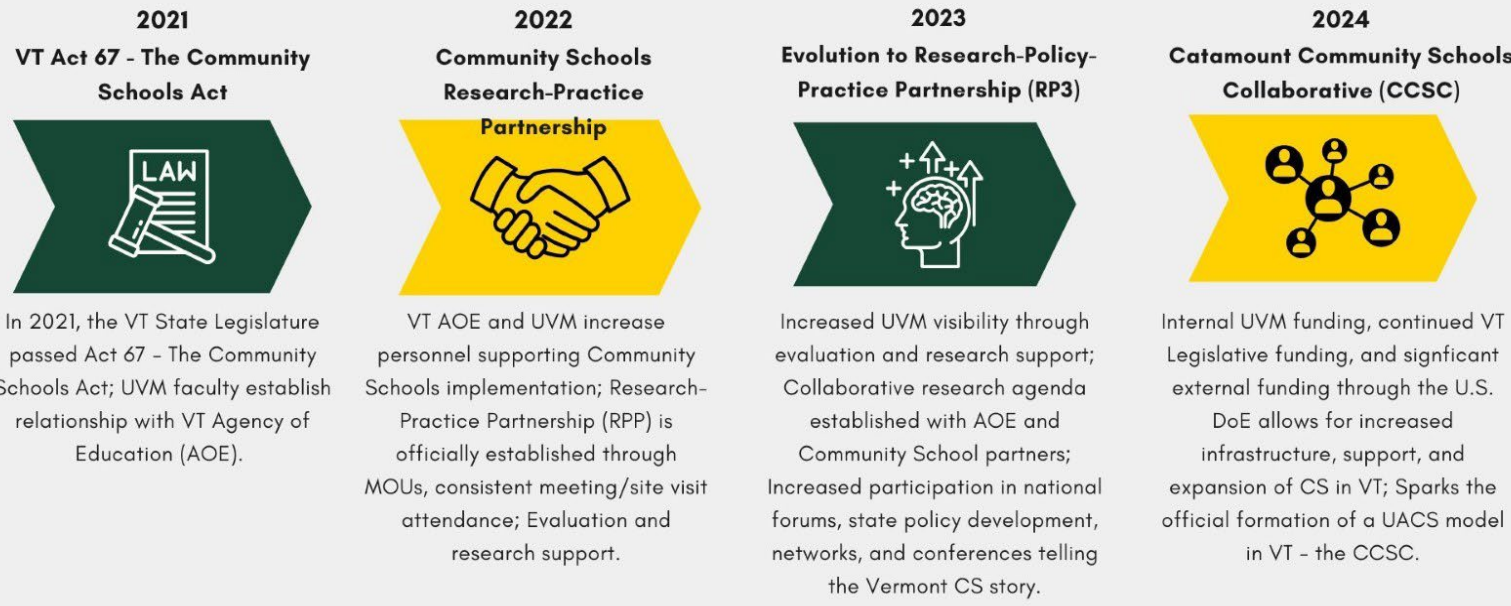 2021
VT Act 67 - The Community
Schools Act
LAW
In 2021, the VT State Legislature
passed Act 67 – The Community
Schools Act; UVM faculty establish
relationship with VT Agency of
Education (AOE).
2022
Community Schools
Research-Practice
Partnership
VT AOE and UVM increase
personnel supporting Community
Schools implementation; Research-
Practice Partnership (RPP) is
officially established through
MOUs, consistent meeting/site visit
attendance; Evaluation and
research support.
2023
Evolution to Research-Policy-
Practice Partnership (RP3)
Increased UVM visibility through
evaluation and research support;
Collaborative research agenda
established with AOE and
Community School partners;
Increased participation in national
forums, state policy development,
networks, and conferences telling
the Vermont CS story.
2024
Catamount Community Schools
Collaborative (CCSC)
Internal UVM funding, continued VT
Legislative funding, and signficant
external funding through the U.S.
DoE allows for increased
infrastructure, support, and
expansion of CS in VT; Sparks the
official formation of a UACS model
in VT – the CCSC.